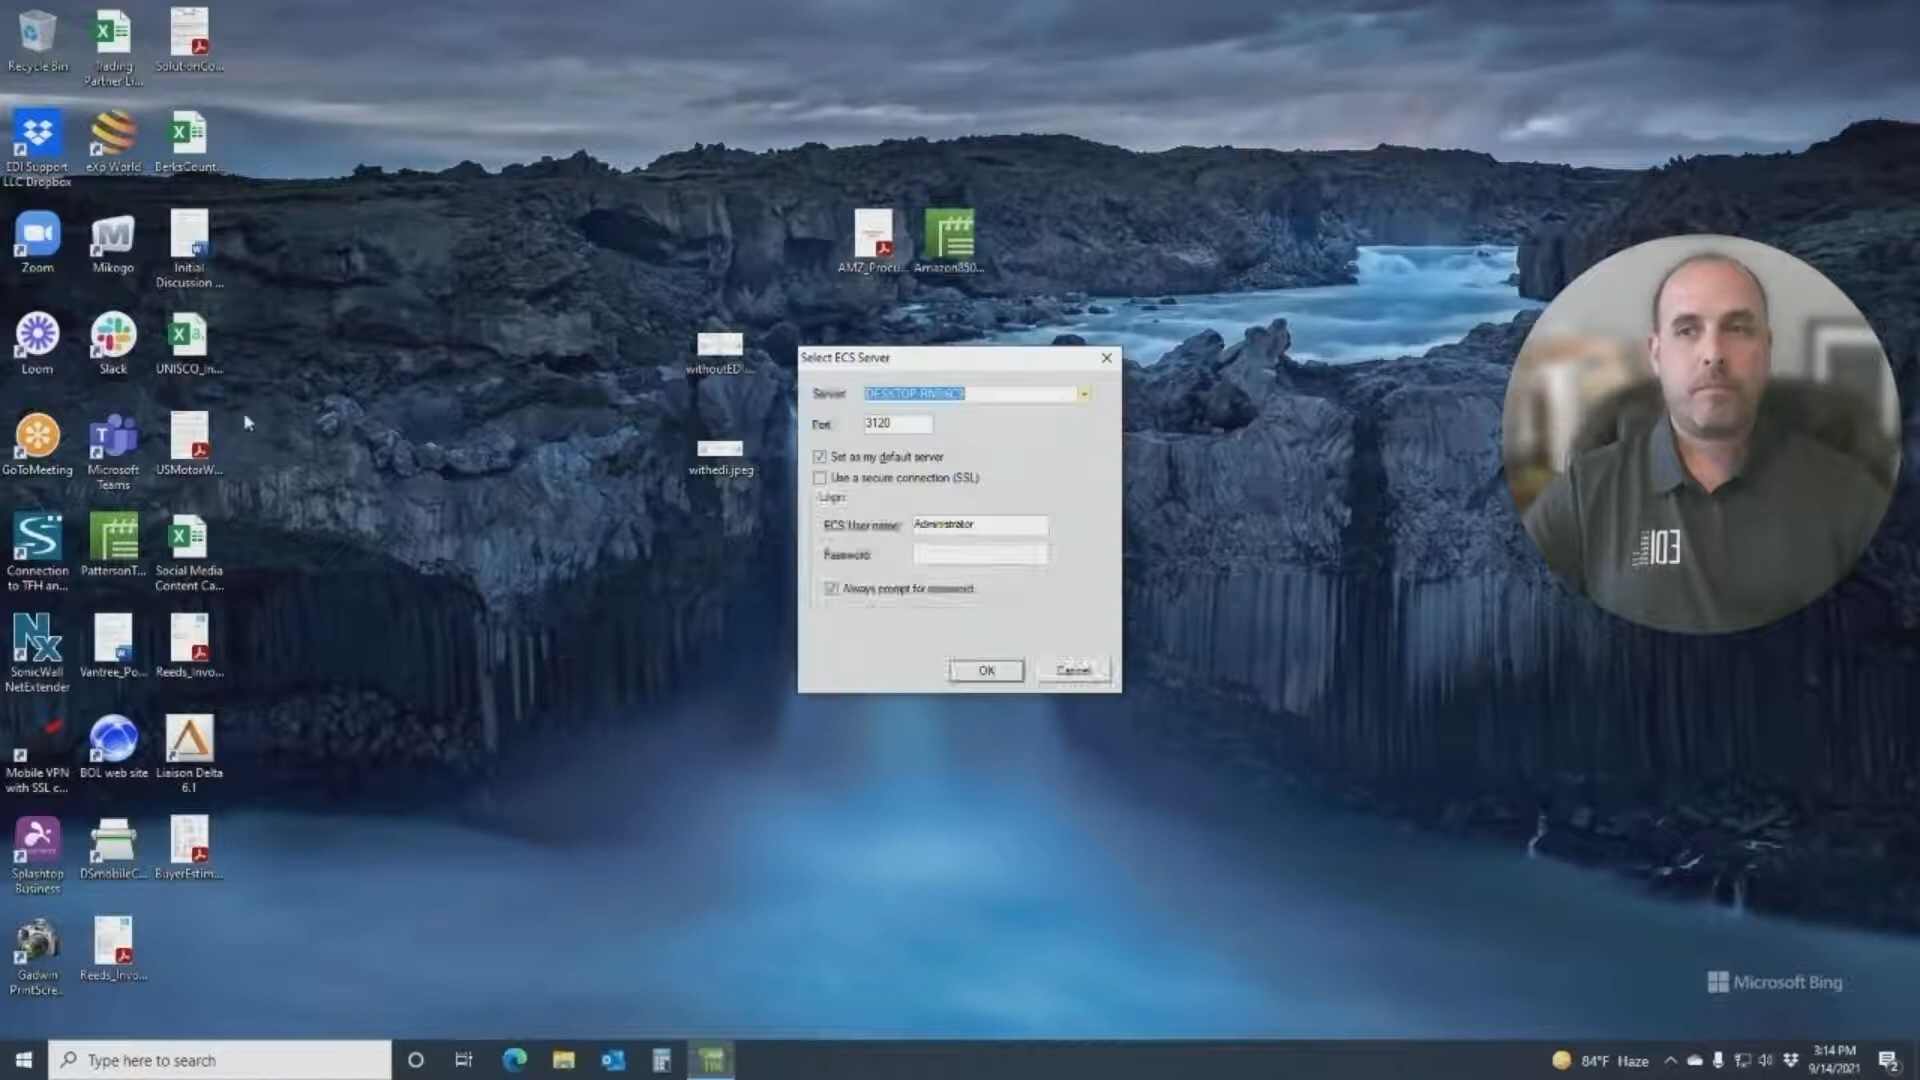 Recycle Bin
Trading
Partner Li...
SolutionCo...
EDI Support
LLC Dropbox
eXp World
BerksCount...
Zoom
Mikogo
Initial
Discussion ...
AMZ_Procu...
Amazon850...
Loom
Slack
UNISCO_In...
withoutEDI...
GoToMeeting
Microsoft
Teams
USMotorW...
withedi.jpeg
Connection
to TFH an...
PattersonT...
Social Media
Content Ca...
SonicWall
NetExtender
Vantree_Po...
Reeds_Invo...
Mobile VPN
with SSL c...
BOL web site
Liaison Delta
6.1
Splashtop
Business
DSmobileC...
BuyerEstim...
Gadwin
PrintScre...
Reeds_Invo...
Select ECS Server
Server
Port
3120
Set as my default server
Use a secure connection (SSL)
Login
ECS User name:
Administrator
Password:
Always prompt for password
OK
Cancel
EDI
Microsoft Bing
Type here to search
84°F Haze
3:14 PM
9/14/2021
2